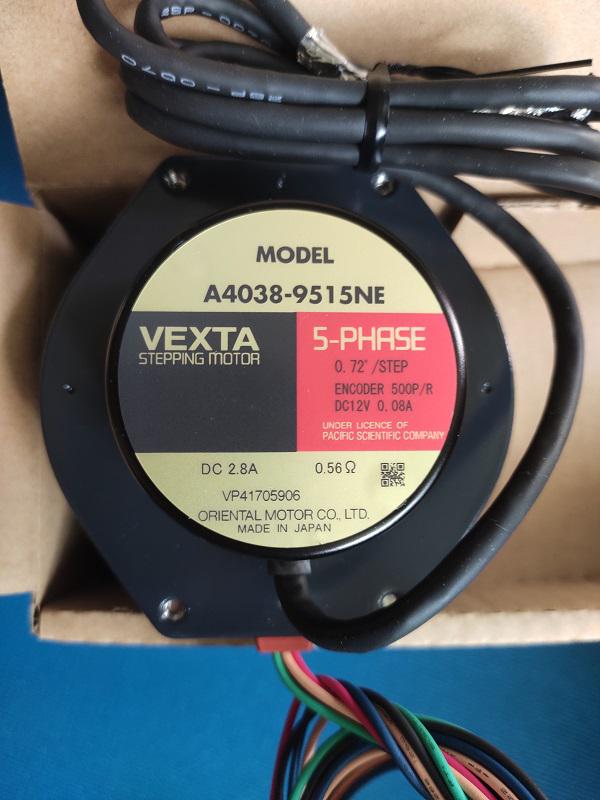 MODEL
A4038-9515NE
VEXTA
STEPPING MOTOR
5-PHASE
0.72°/STEP
ENCODER 500P/R
DC12V 0.08A
UNDER LICENCE OF
PACIFIC SCIENTIFIC COMPANY
DC 2.8A 0.56Ω
VP41705906
ORIENTAL MOTOR CO., LTD.
MADE IN JAPAN